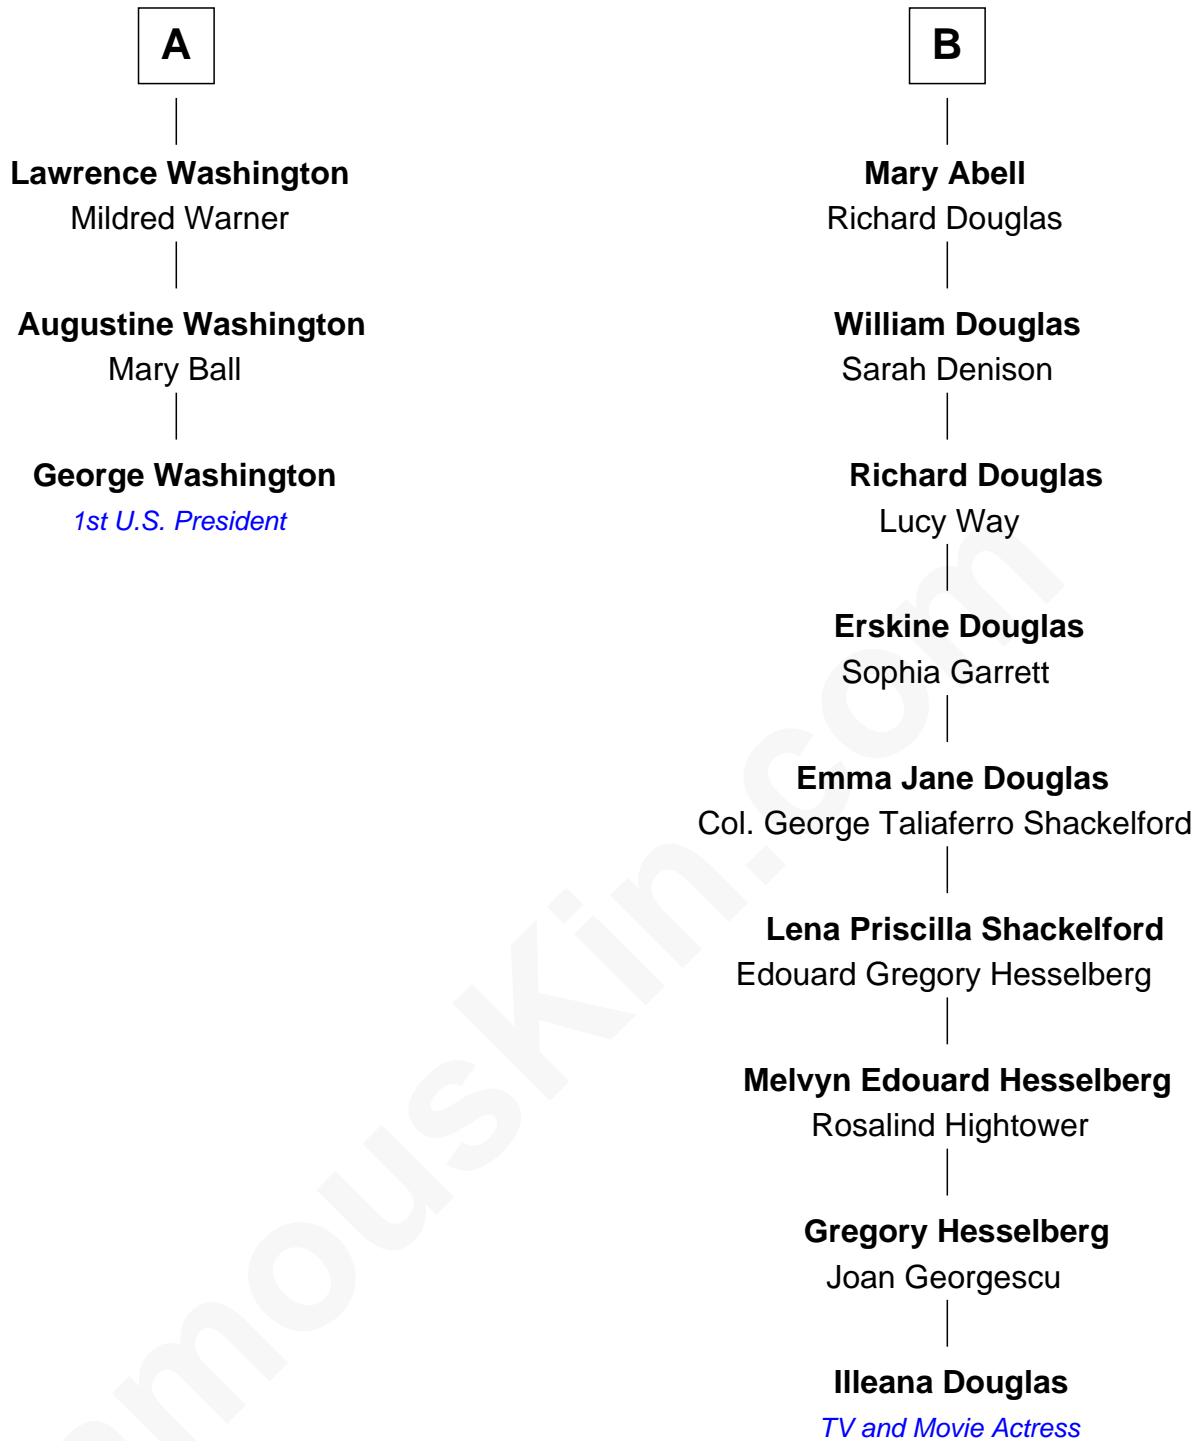 A
Lawrence Washington
Mildred Warner
Augustine Washington
Mary Ball
George Washington
1st U.S. President
B
Mary Abell
Richard Douglas
William Douglas
Sarah Denison
Richard Douglas
Lucy Way
Erskine Douglas
Sophia Garrett
Emma Jane Douglas
Col. George Taliaferro Shackelford
Lena Priscilla Shackelford
Edouard Gregory Hesselberg
Melvyn Edouard Hesselberg
Rosalind Hightower
Gregory Hesselberg
Joan Georgescu
Illeana Douglas
TV and Movie Actress
amouskin.com